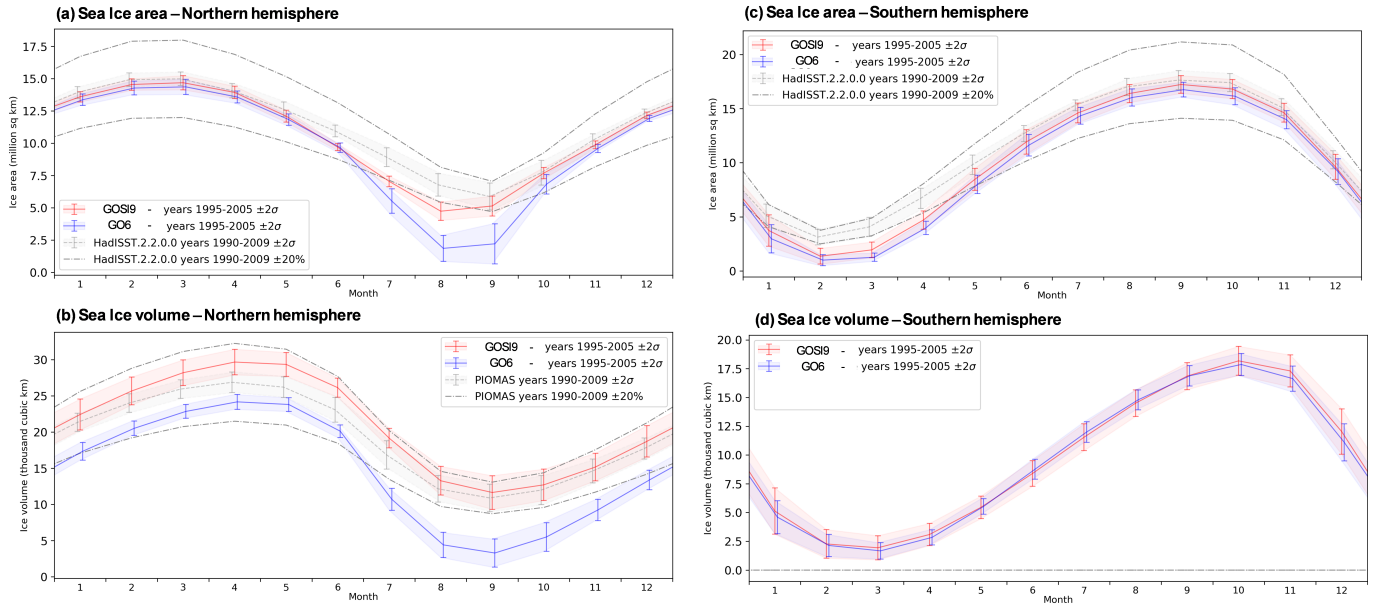 (a) Sea Ice area – Northern hemisphere
17.5
15.0
12.5
10.0
7.5
5.0
2.5
0.0
Ice area (million sq km)
GOSI9 - years 1995-2005 ±2σ
GO6 - years 1995-2005 ±2σ
HadISST.2.2.0.0 years 1990-2009 ±2σ
HadISST.2.2.0.0 years 1990-2009 ±20%
1 2 3 4 5 6 7 8 9 10 11 12
Month
(b) Sea Ice volume – Northern hemisphere
30
25
20
15
10
5
0
Ice volume (thousand cubic km)
GOSI9 - years 1995-2005 ±2σ
GO6 - years 1995-2005 ±2σ
PIOMAS years 1990-2009 ±2σ
PIOMAS years 1990-2009 ±20%
1 2 3 4 5 6 7 8 9 10 11 12
Month
(c) Sea Ice area – Southern hemisphere
20
15
10
5
0
Ice area (million sq km)
GOSI9 - years 1995-2005 ±2σ
GO6 - years 1995-2005 ±2σ
HadISST.2.2.0.0 years 1990-2009 ±2σ
HadISST.2.2.0.0 years 1990-2009 ±20%
1 2 3 4 5 6 7 8 9 10 11 12
Month
(d) Sea Ice volume – Southern hemisphere
20.0
17.5
15.0
12.5
10.0
7.5
5.0
2.5
0.0
Ice volume (thousand cubic km)
GOSI9 - years 1995-2005 ±2σ
GO6 - years 1995-2005 ±2σ
1 2 3 4 5 6 7 8 9 10 11 12
Month